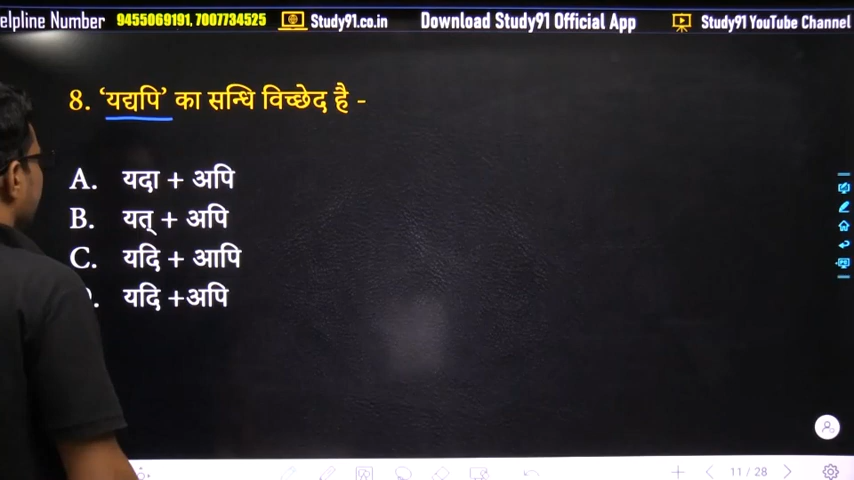 elpline Number 9455069191, 7007734525 Study91.co.in Download Study91 Official App Study91 YouTube Channel
8. ‘यद्यपि’ का सन्धि विच्छेद है -
A. यदा + अपि
B. यत् + अपि
C. यदि + आपि
. यदि +अपि
11 / 28